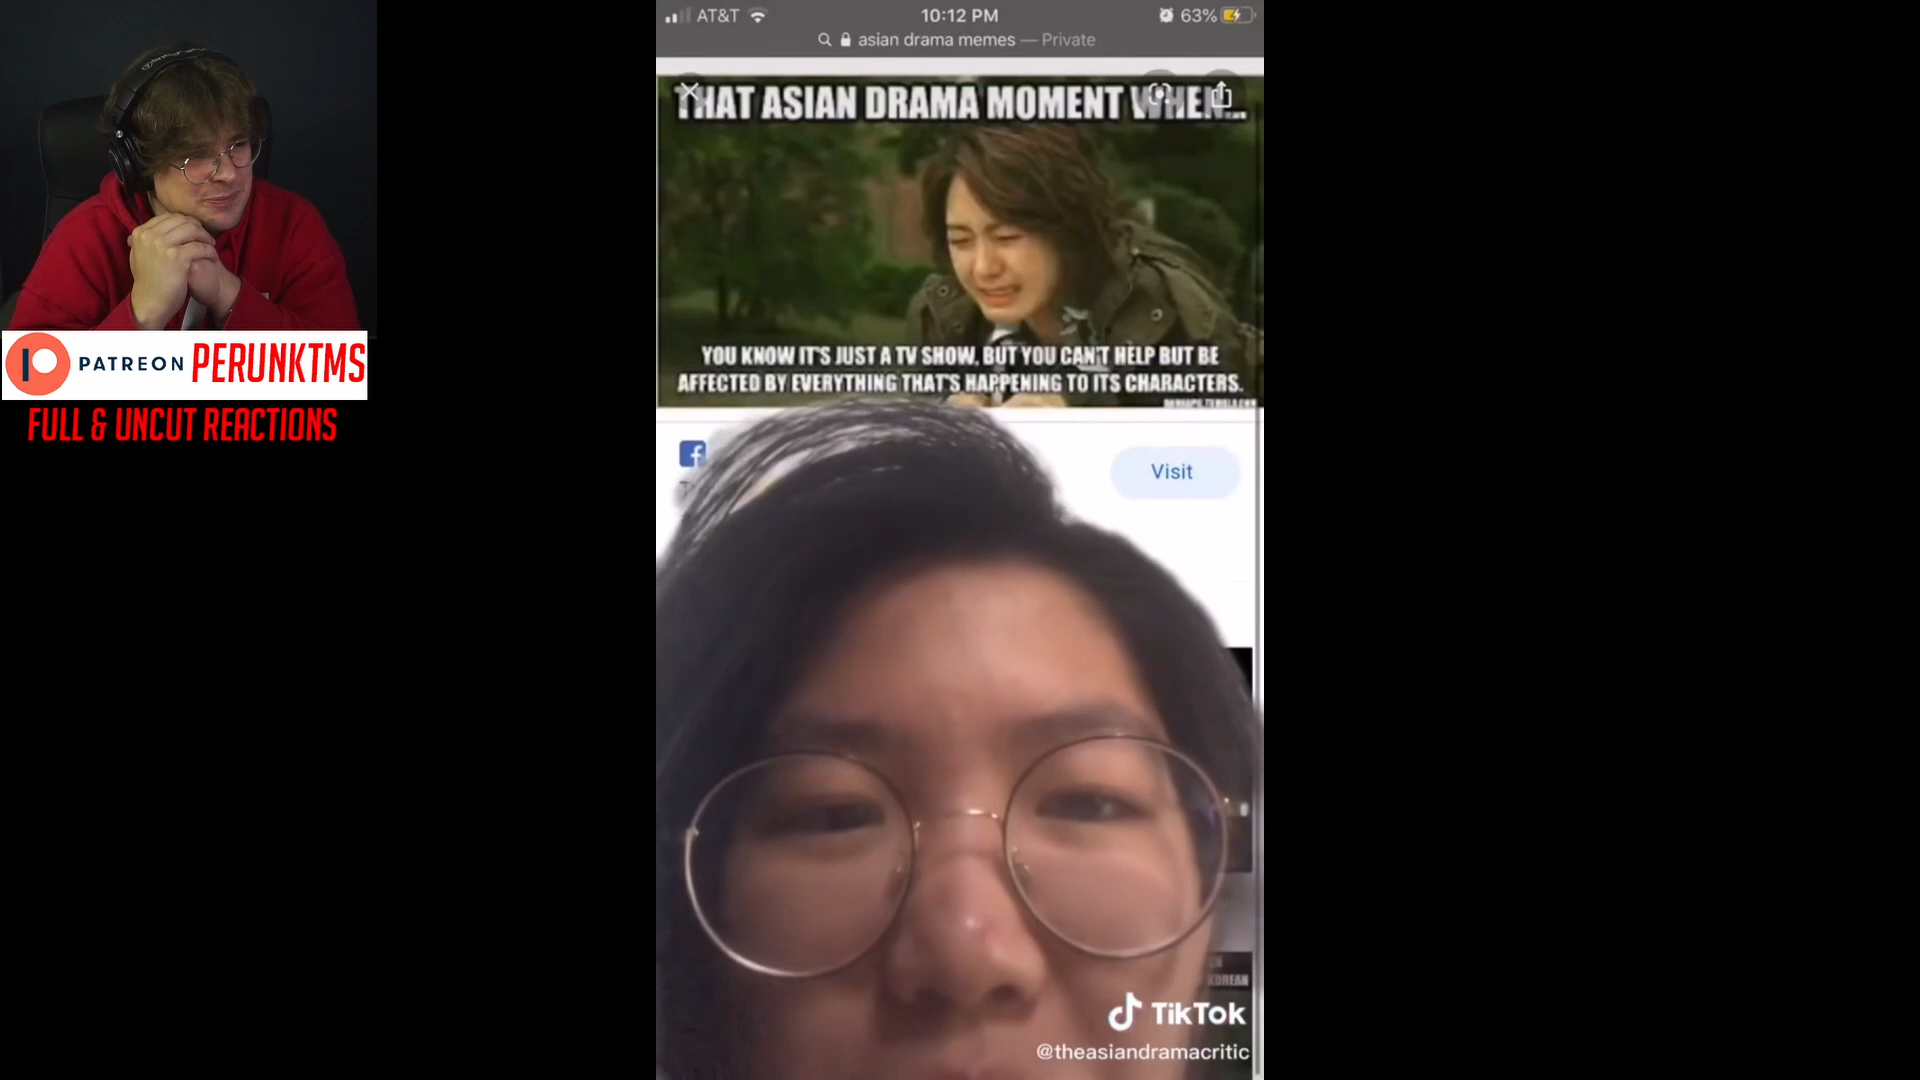 AT&T
10:12 PM
63%
asian drama memes — Private
THAT ASIAN DRAMA MOMENT WHEN...
YOU KNOW IT'S JUST A TV SHOW, BUT YOU CAN'T HELP BUT BE
AFFECTED BY EVERYTHING THAT'S HAPPENING TO ITS CHARACTERS.
PATREON PERUNKTMS
FULL & UNCUT REACTIONS
Visit
KOREAN
TikTok
@theasiandramacritic